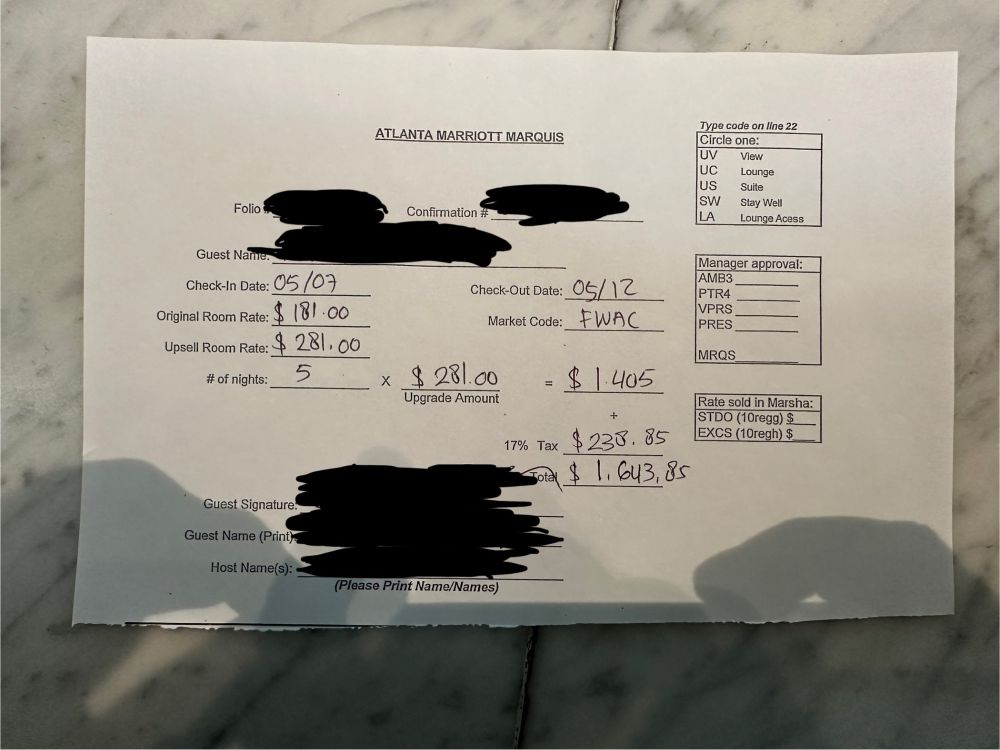 ATLANTA MARRIOTT MARQUIS
Type code on line 22
Circle one:
UV View
UC Lounge
US Suite
SW Stay Well
LA Lounge Acess
Folio #
Confirmation #
Guest Name:
Check-In Date: 05/07
Check-Out Date: 05/12
Original Room Rate: $ 181.00
Market Code: FWAC
Upsell Room Rate: $ 281.00
# of nights: 5 x $ 281.00 = $ 1.405
Upgrade Amount
+
17% Tax $ 238.85
Total $ 1.643,85
Manager approval:
AMB3
PTR4
VPRS
PRES
MRQS
Rate sold in Marsha:
STDO (10regg) $
EXCS (10regh) $
Guest Signature:
Guest Name (Print):
Host Name(s):
(Please Print Name/Names)